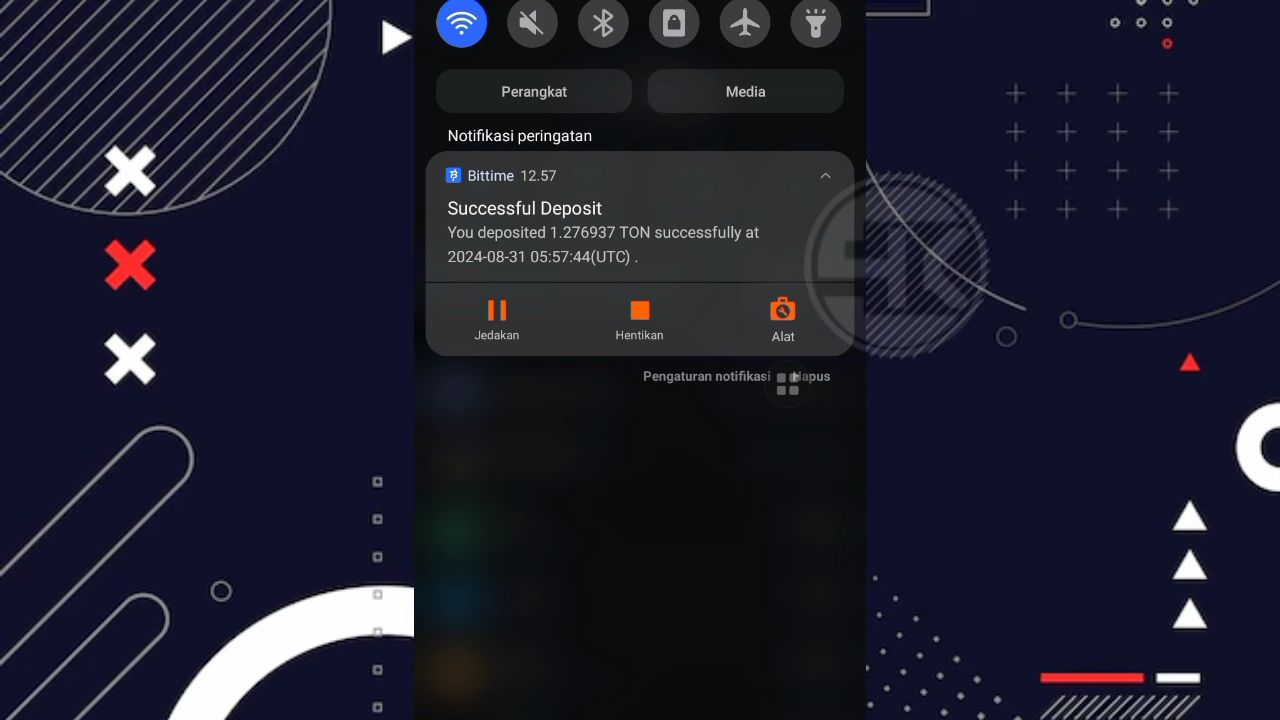 Perangkat
Media
Notifikasi peringatan
Bittime 12.57
Successful Deposit
You deposited 1.276937 TON successfully at
2024-08-31 05:57:44(UTC) .
Jedakan
Hentikan
Alat
Pengaturan notifikasi